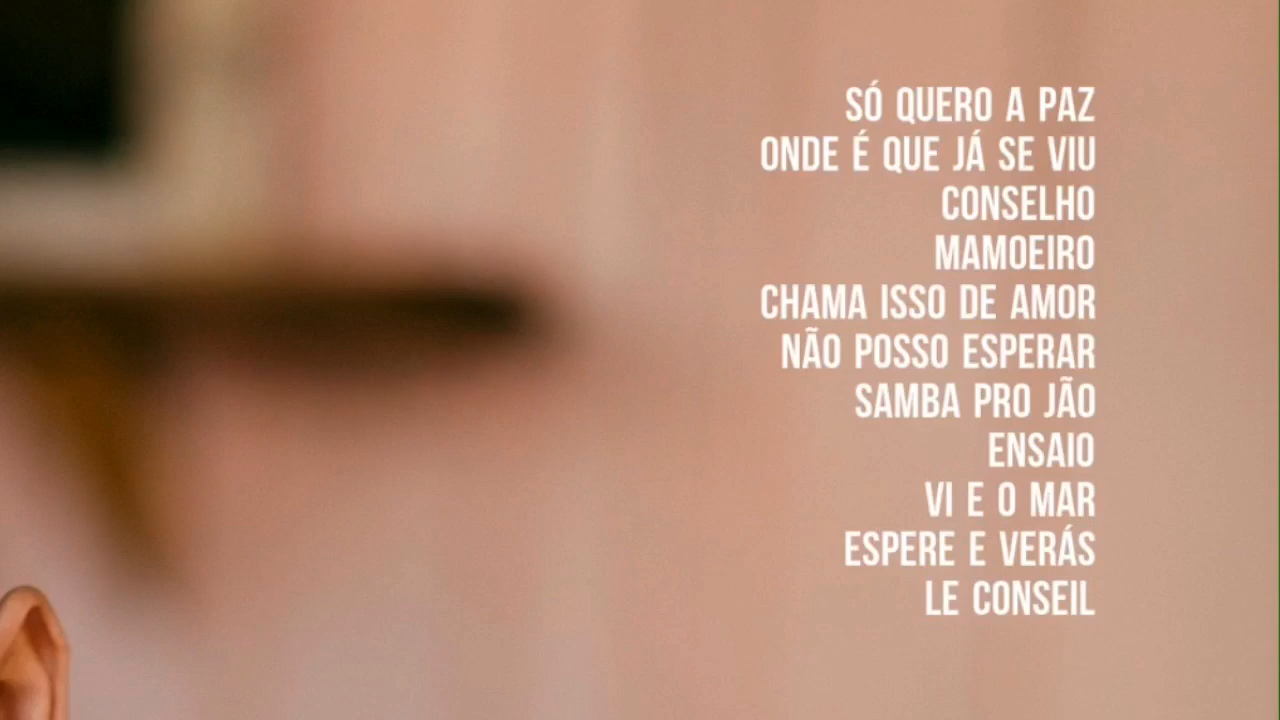 SÓ QUERO A PAZ
ONDE É QUE JÁ SE VIU
CONSELHO
MAMOEIRO
CHAMA ISSO DE AMOR
NÃO POSSO ESPERAR
SAMBA PRO JÃO
ENSAIO
VI E O MAR
ESPERE E VERÁS
LE CONSEIL